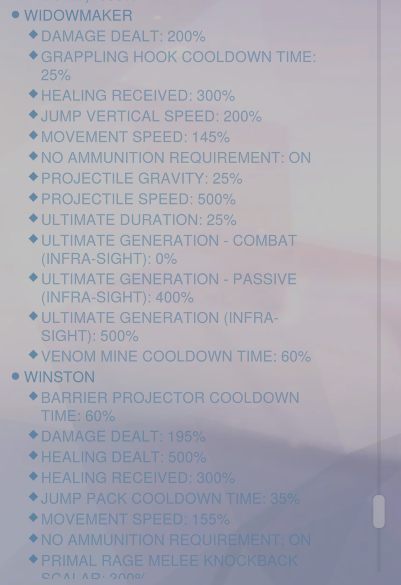 WIDOWMAKER
DAMAGE DEALT: 200%
GRAPPLING HOOK COOLDOWN TIME:
25%
HEALING RECEIVED: 300%
JUMP VERTICAL SPEED: 200%
MOVEMENT SPEED: 145%
NO AMMUNITION REQUIREMENT: ON
PROJECTILE GRAVITY: 25%
PROJECTILE SPEED: 500%
ULTIMATE DURATION: 25%
ULTIMATE GENERATION - COMBAT
(INFRA-SIGHT): 0%
ULTIMATE GENERATION - PASSIVE
(INFRA-SIGHT): 400%
ULTIMATE GENERATION (INFRA-
SIGHT): 500%
VENOM MINE COOLDOWN TIME: 60%
WINSTON
BARRIER PROJECTOR COOLDOWN
TIME: 60%
DAMAGE DEALT: 195%
HEALING DEALT: 500%
HEALING RECEIVED: 300%
JUMP PACK COOLDOWN TIME: 35%
MOVEMENT SPEED: 155%
NO AMMUNITION REQUIREMENT: ON
PRIMAL RAGE MELEE KNOCKBACK
SCALAR: 300%